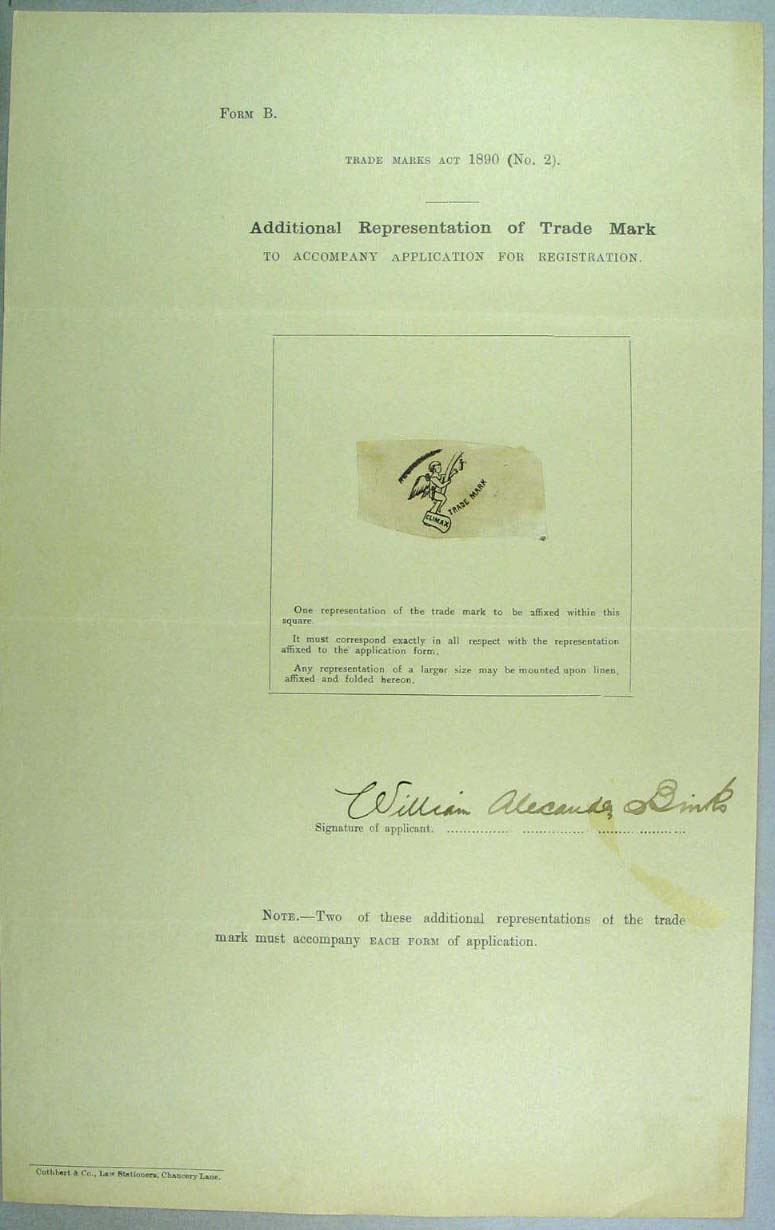 FORM B.
TRADE MARKS ACT 1890 (No. 2).
Additional Representation of Trade Mark
TO ACCOMPANY APPLICATION FOR REGISTRATION.
TRADE MARK
CLIMAX
One representation of the trade mark to be affixed within this
square.
It must correspond exactly in all respect with the representation
affixed to the application form.
Any representation of a larger size may be mounted upon linen,
affixed and folded hereon.
William Alexander Binks
Signature of applicant.
NOTE.—Two of these additional representations of the trade
mark must accompany EACH FORM of application.
Cuthbert & Co., Law Stationers, Chancery Lane.